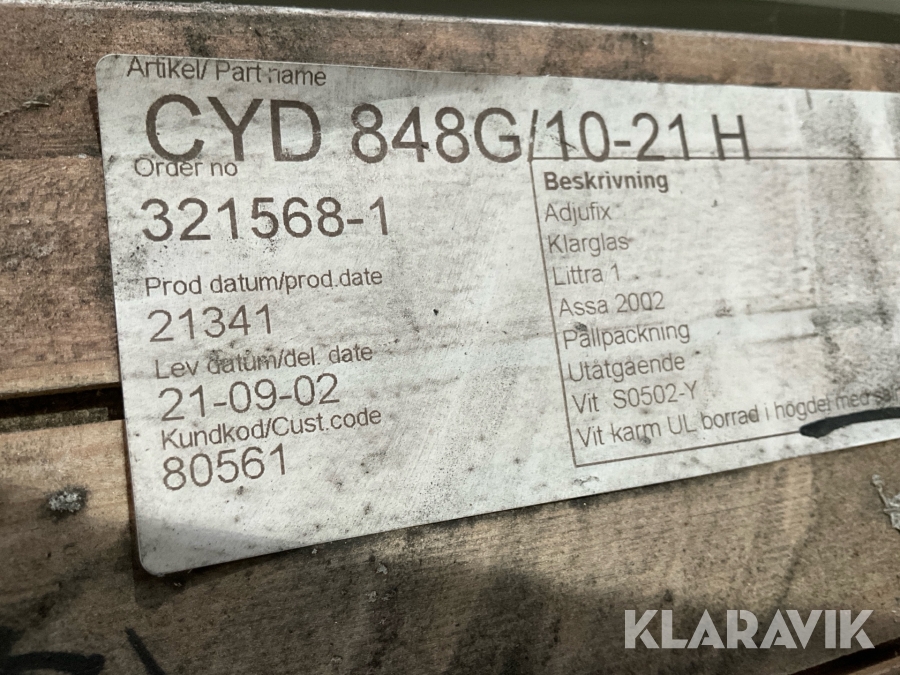 Artikel/ Part name
CYD 848G/10-21 H
Order no
321568-1
Prod datum/prod.date
21341
Lev datum/del. date
21-09-02
Kundkod/Cust.code
80561
Beskrivning
Adjufix
Klarglas
Littra 1
Assa 2002
Pallpackning
Utåtgående
Vit S0502-Y
Vit karm UL borrad i högdel med
KLARAVIK